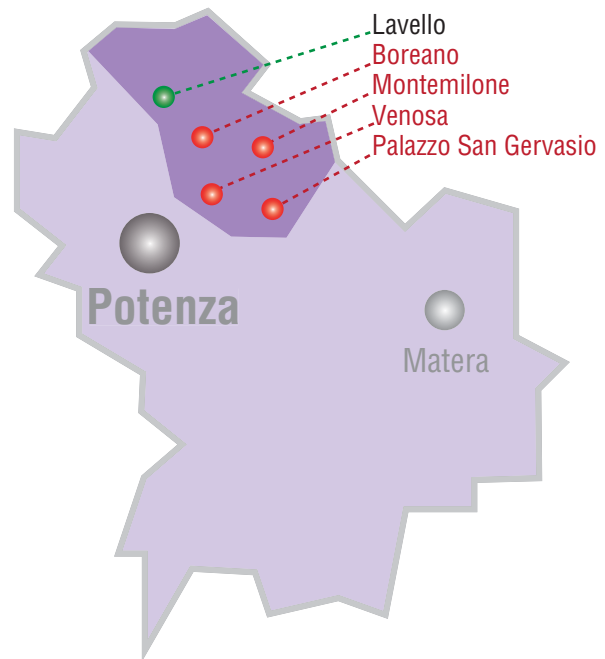 Lavello
Boreano
Montemilone
Venosa
Palazzo San Gervasio
Potenza
Matera